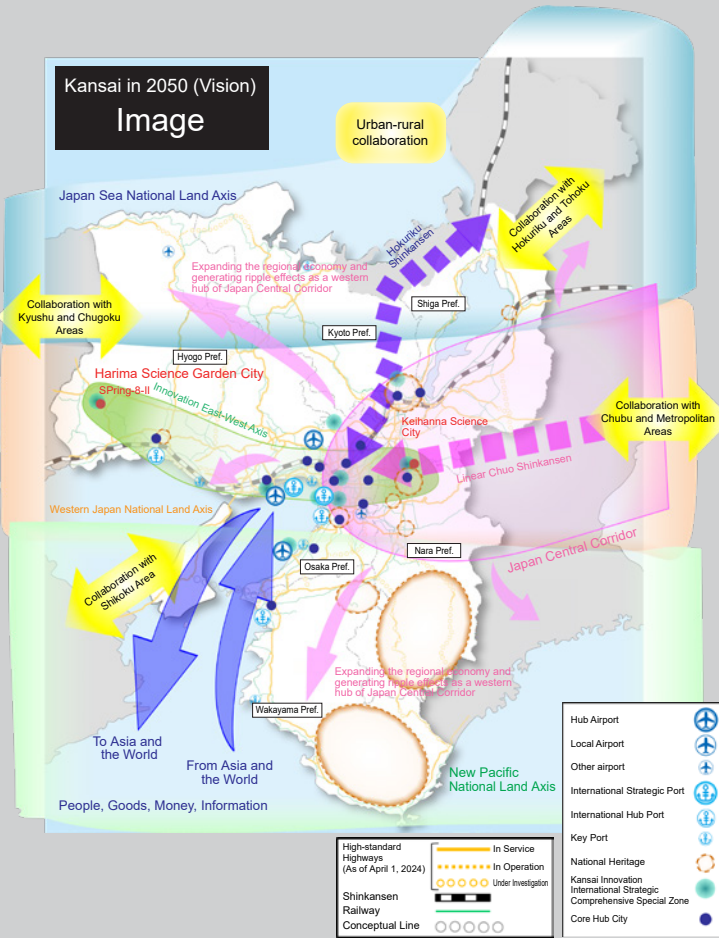 Kansai in 2050 (Vision)
Image
Urban-rural
collaboration
Japan Sea National Land Axis
Collaboration with
Hokuriku and Tohoku
Areas
Hokuriku
Shinkansen
Expanding the regional economy and
generating ripple effects as a western
hub of Japan Central Corridor
Collaboration with
Kyushu and Chugoku
Areas
Shiga Pref.
Kyoto Pref.
Hyogo Pref.
Harima Science Garden City
SPring-8-II
Innovation East-West Axis
Keihanna Science
City
Collaboration with
Chubu and Metropolitan
Areas
Linear Chuo Shinkansen
Western Japan National Land Axis
Japan Central Corridor
Nara Pref.
Osaka Pref.
Collaboration with
Shikoku Area
Expanding the regional economy and
generating ripple effects as a western
hub of Japan Central Corridor
Wakayama Pref.
To Asia and
the World
From Asia and
the World
New Pacific
National Land Axis
People, Goods, Money, Information
Hub Airport
Local Airport
Other airport
International Strategic Port
International Hub Port
Key Port
National Heritage
Kansai Innovation
International Strategic
Comprehensive Special Zone
Core Hub City
High-standard
Highways
(As of April 1, 2024)
In Service
In Operation
Under Investigation
Shinkansen
Railway
Conceptual Line